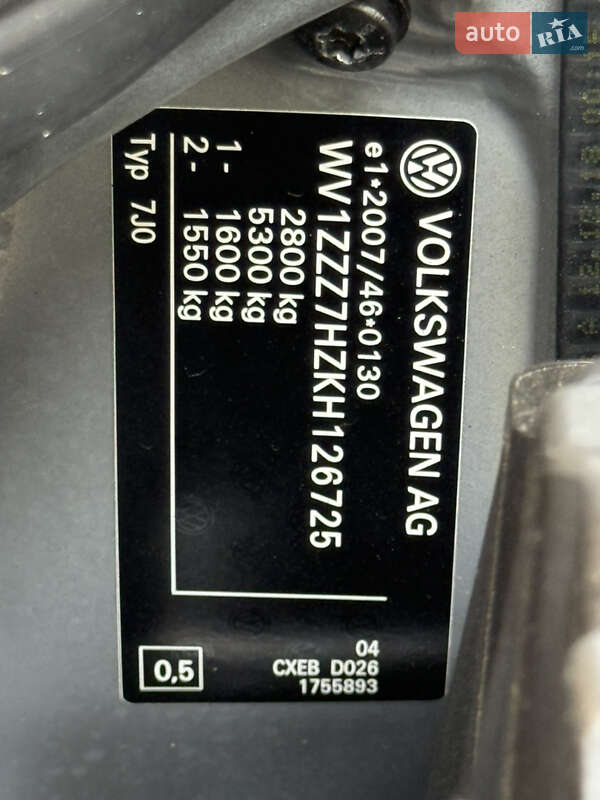 auto RIA .com
VOLKSWAGEN AG
e1*2007/46*0130
WV1ZZZ7HZKH126725
2800 kg
5300 kg
1 - 1600 kg
2 - 1550 kg
Typ 7J0
04
CXEB D026
1755893
0,5